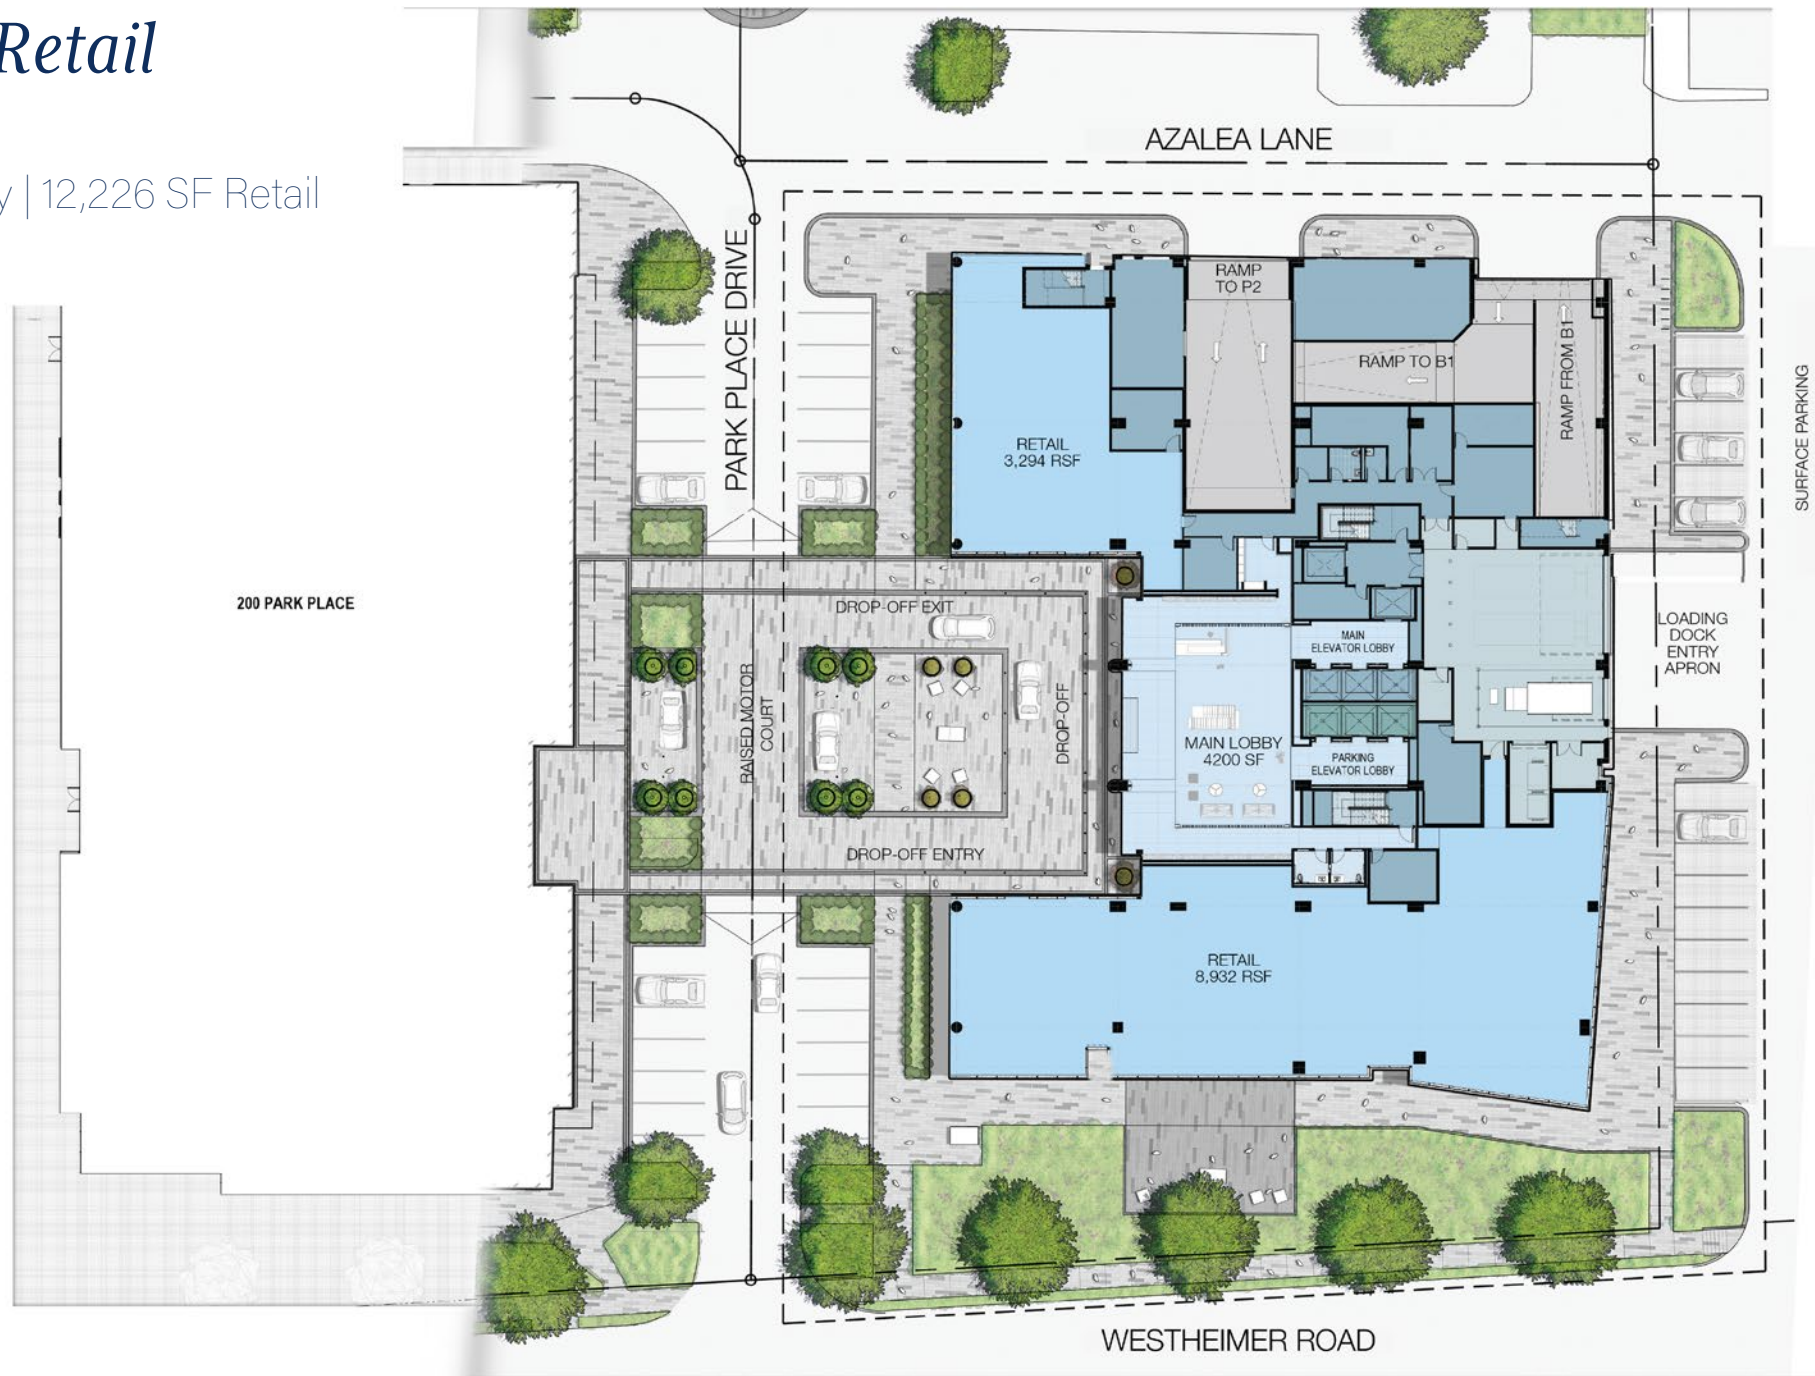 Retail
y | 12,226 SF Retail
AZALEA LANE
PARK PLACE DRIVE
RAMP
TO P2
RAMP TO B1
RAMP FROM B1
SURFACE PARKING
RETAIL
3,294 RSF
200 PARK PLACE
DROP-OFF EXIT
RAISED MOTOR
COURT
DROP-OFF
DROP-OFF ENTRY
MAIN
ELEVATOR LOBBY
MAIN LOBBY
4200 SF
PARKING
ELEVATOR LOBBY
LOADING
DOCK
ENTRY
APRON
RETAIL
8,932 RSF
WESTHEIMER ROAD